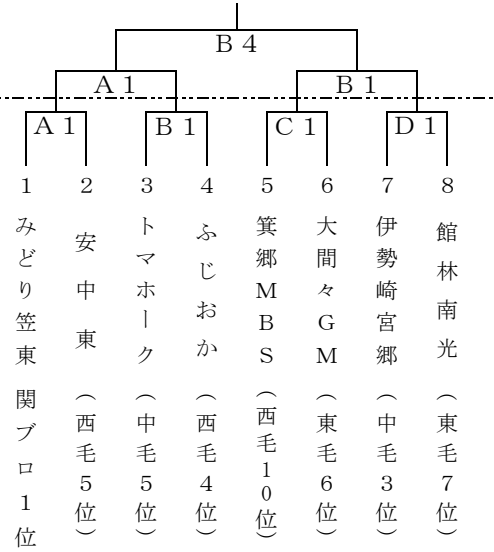 B4
A1 B1
A1 B1 C1 D1
1 2 3 4 5 6 7 8
みどり笠東 関ブロ1位
安中東 (西毛5位)
トマホーク (中毛5位)
ふじおか (西毛4位)
箕郷MBS (西毛10位)
大間々GM (東毛6位)
伊勢崎宮郷 (中毛3位)
館林南光 (東毛7位)